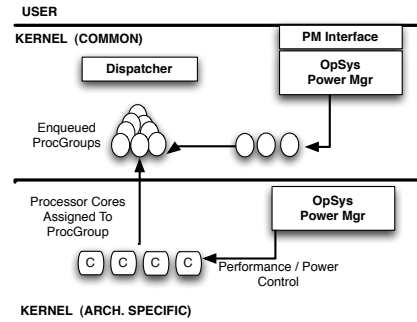 USER
KERNEL (COMMON)
PM Interface
Dispatcher
OpSys
Power Mgr
Enqueued
ProcGroups
Processor Cores
Assigned To
ProcGroup
OpSys
Power Mgr
C C C C
Performance / Power
Control
KERNEL (ARCH. SPECIFIC)